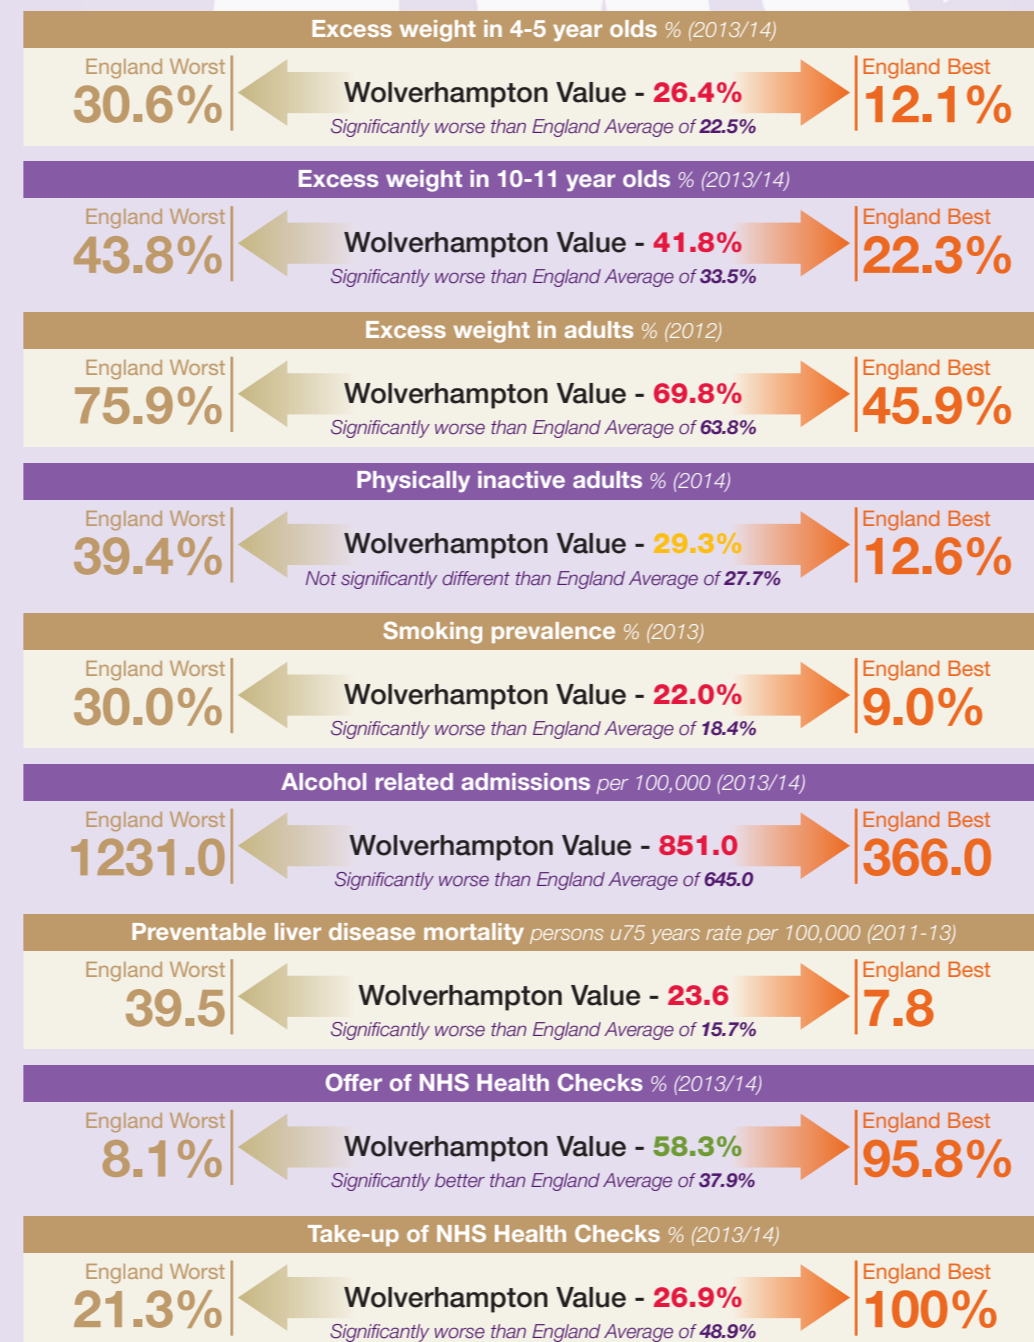 Excess weight in 4-5 year olds % (2013/14)
England Worst
30.6%
Wolverhampton Value - 26.4%
Significantly worse than England Average of 22.5%
England Best
12.1%
Excess weight in 10-11 year olds % (2013/14)
England Worst
43.8%
Wolverhampton Value - 41.8%
Significantly worse than England Average of 33.5%
England Best
22.3%
Excess weight in adults % (2012)
England Worst
75.9%
Wolverhampton Value - 69.8%
Significantly worse than England Average of 63.8%
England Best
45.9%
Physically inactive adults % (2014)
England Worst
39.4%
Wolverhampton Value - 29.3%
Not significantly different than England Average of 27.7%
England Best
12.6%
Smoking prevalence % (2013)
England Worst
30.0%
Wolverhampton Value - 22.0%
Significantly worse than England Average of 18.4%
England Best
9.0%
Alcohol related admissions per 100,000 (2013/14)
England Worst
1231.0
Wolverhampton Value - 851.0
Significantly worse than England Average of 645.0
England Best
366.0
Preventable liver disease mortality persons u75 years rate per 100,000 (2011-13)
England Worst
39.5
Wolverhampton Value - 23.6
Significantly worse than England Average of 15.7%
England Best
7.8
Offer of NHS Health Checks % (2013/14)
England Worst
8.1%
Wolverhampton Value - 58.3%
Significantly better than England Average of 37.9%
England Best
95.8%
Take-up of NHS Health Checks % (2013/14)
England Worst
21.3%
Wolverhampton Value - 26.9%
Significantly worse than England Average of 48.9%
England Best
100%